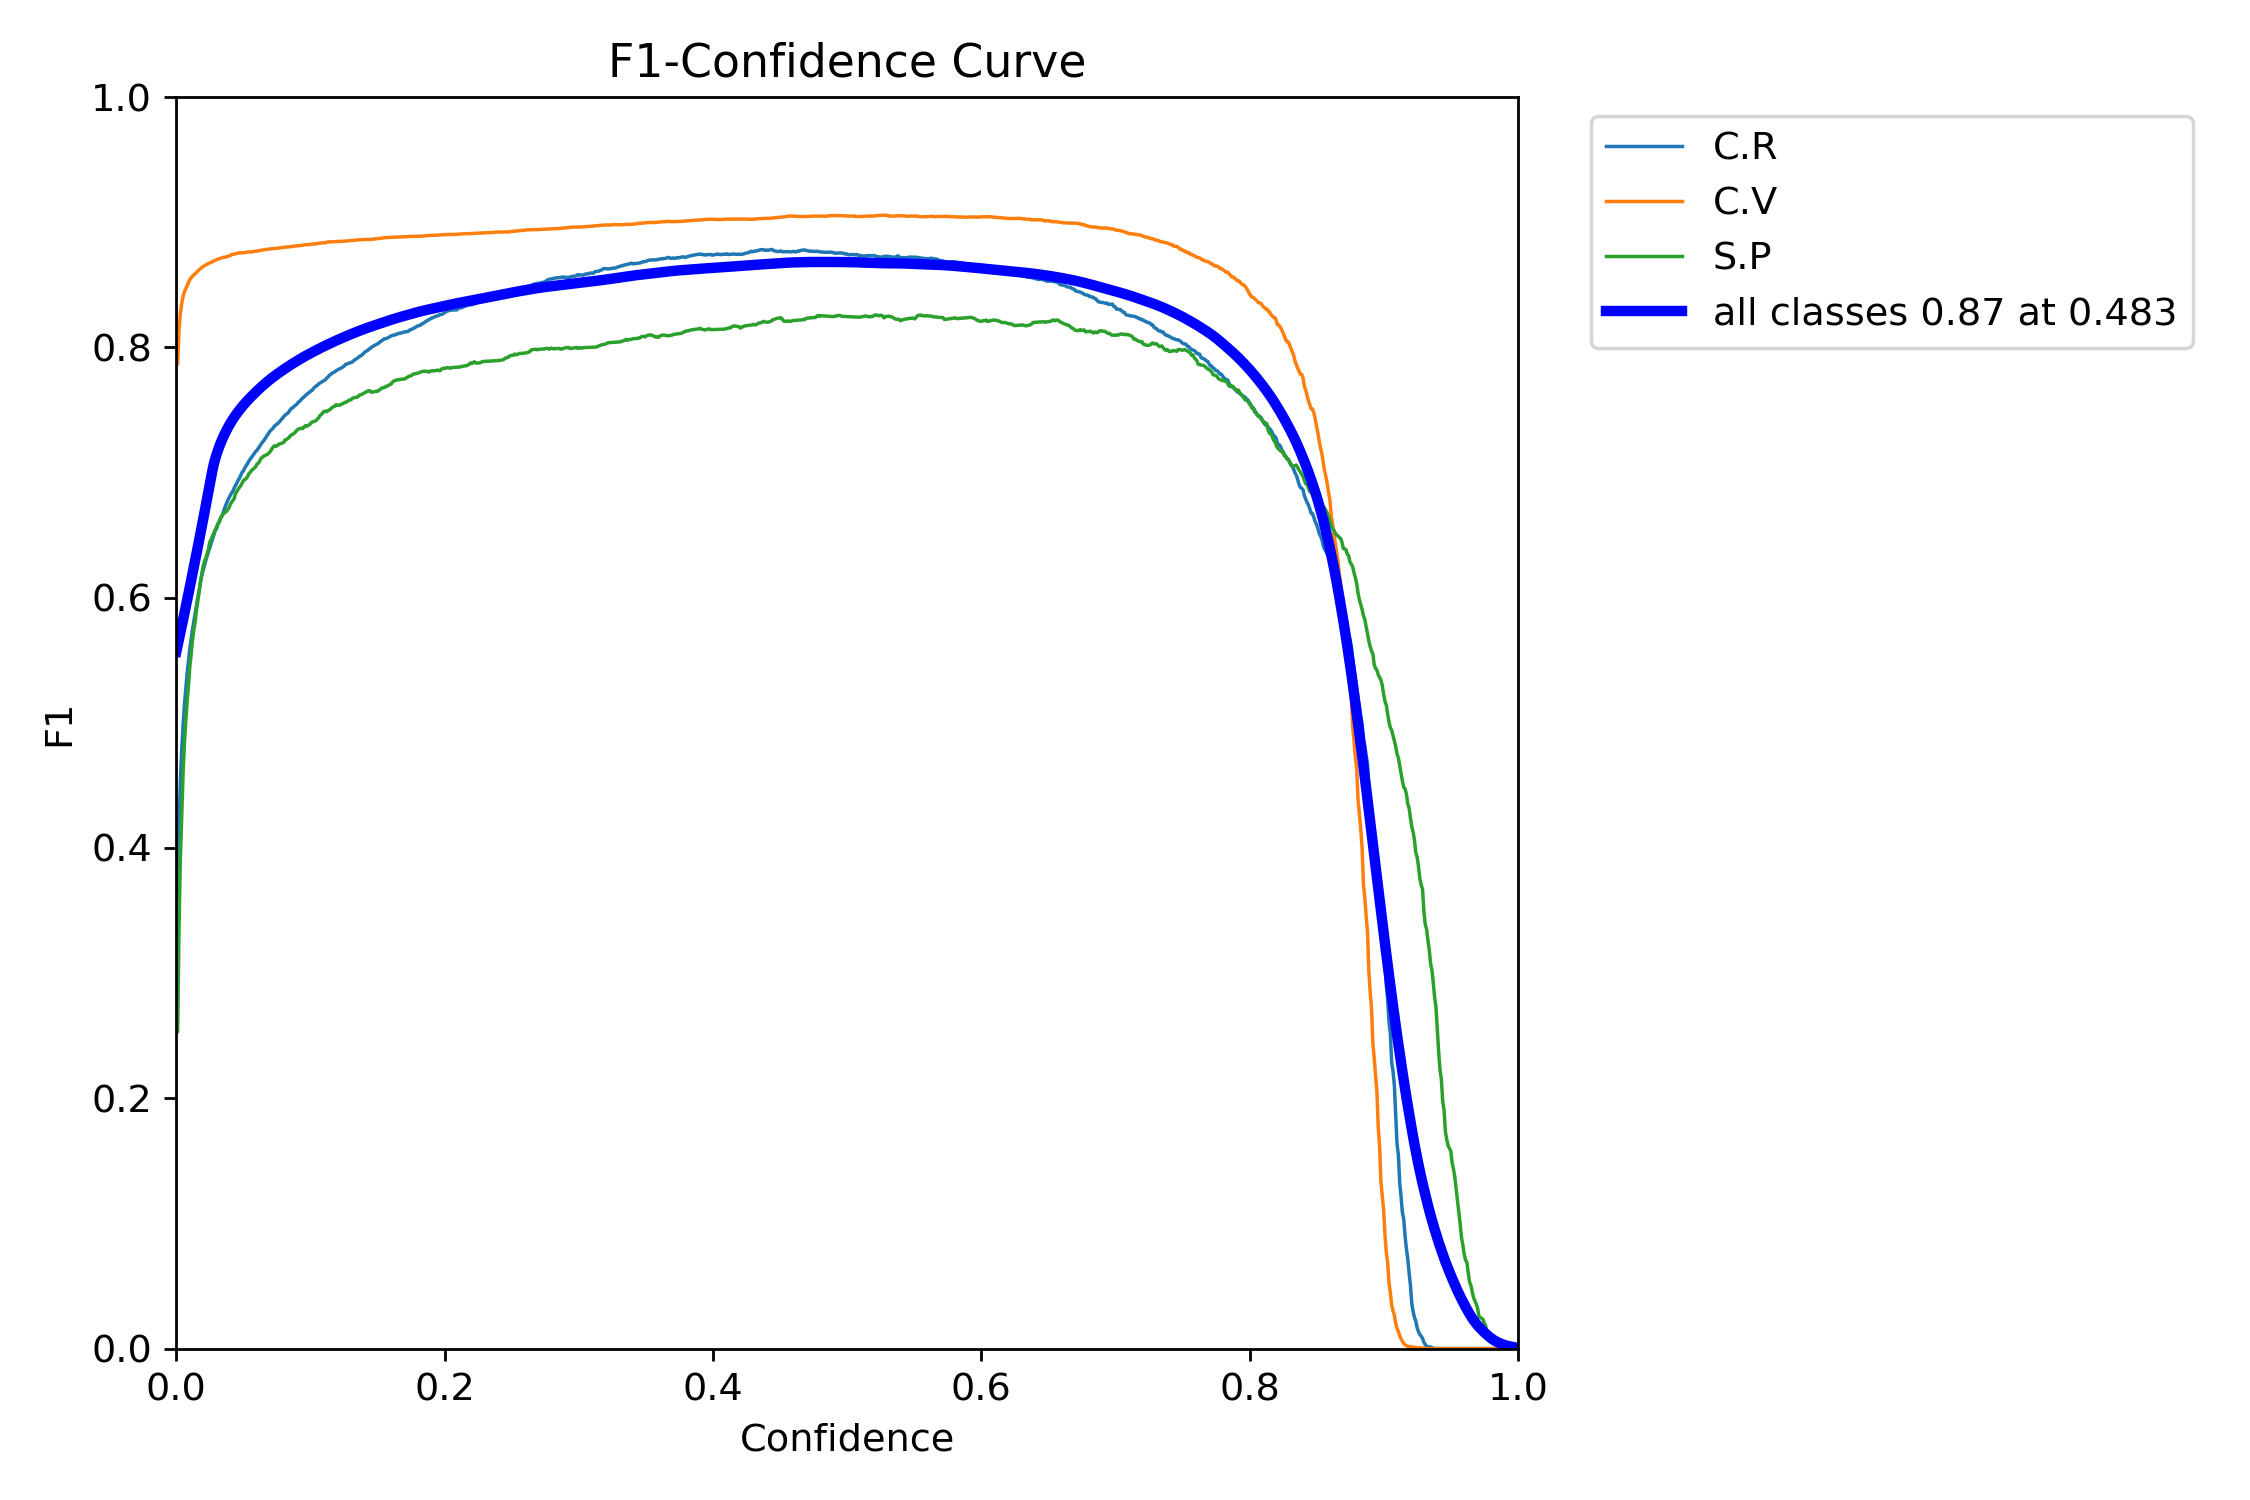 F1-Confidence Curve
1.0
0.8
0.6
0.4
0.2
0.0
F1
0.0 0.2 0.4 0.6 0.8 1.0
Confidence
C.R
C.V
S.P
all classes 0.87 at 0.483